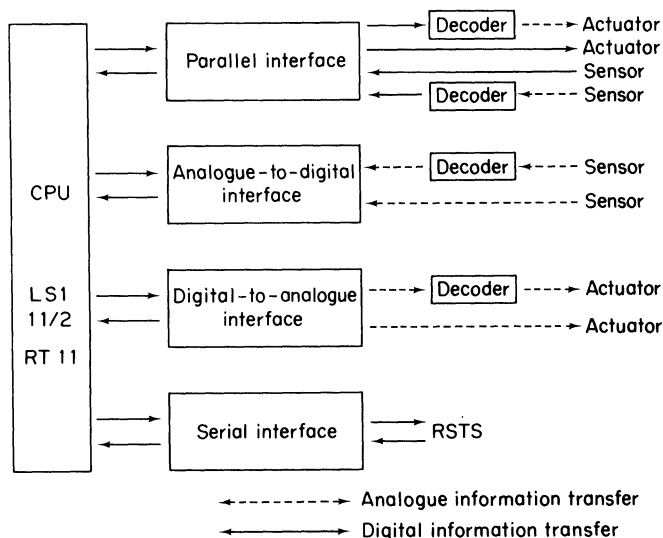 Decoder
Actuator
Actuator
Parallel interface
Sensor
Decoder
Sensor
Analogue-to-digital
interface
Decoder
Sensor
Sensor
CPU
LS1
11/2
RT 11
Digital-to-analogue
interface
Decoder
Actuator
Actuator
Serial interface
RSTS
Analogue information transfer
Digital information transfer